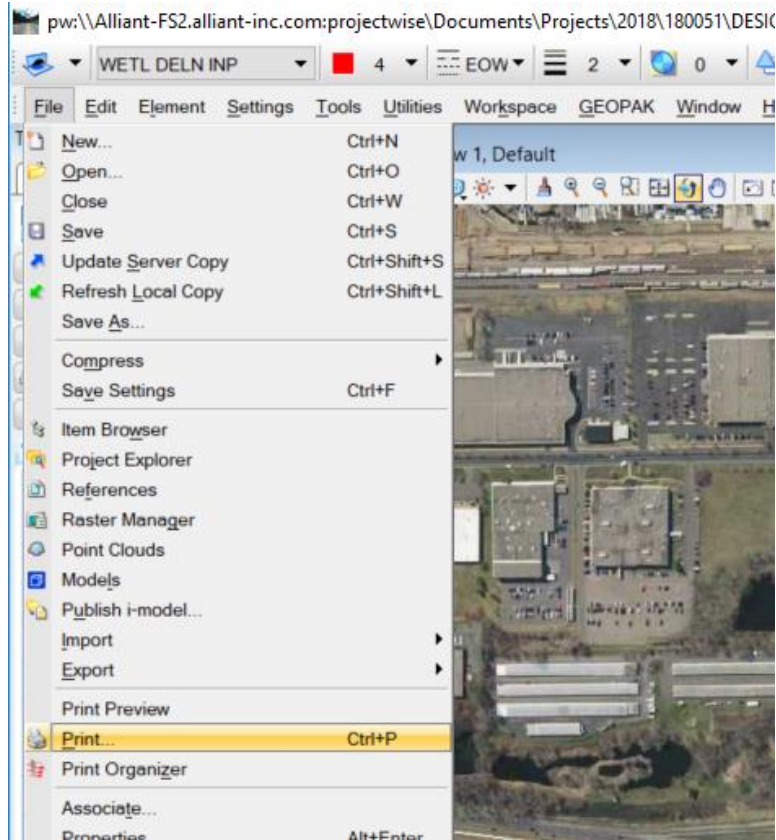 pw:\\Alliant-FS2.alliant-inc.com:projectwise\Documents\Projects\2018\180051\
WETL DELN INP 4 EOW 2 0
File Edit Element Settings Tools Utilities Workspace GEOPAK Window
New... Ctrl+N
w 1, Default
Open... Ctrl+O
Close Ctrl+W
Save Ctrl+S
Update Server Copy Ctrl+Shift+S
Refresh Local Copy Ctrl+Shift+L
Save As...
Compress
Save Settings Ctrl+F
Item Browser
Project Explorer
References
Raster Manager
Point Clouds
Models
Publish i-model...
Import
Export
Print Preview
Print... Ctrl+P
Print Organizer
Associate...
Properties Alt+Enter